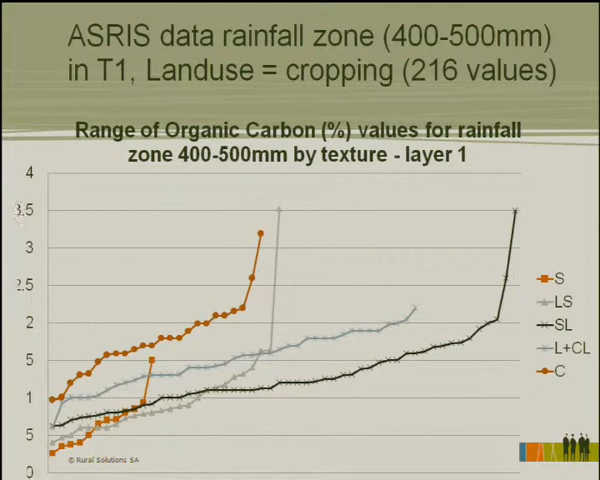 ASRIS data rainfall zone (400-500mm)
in T1, Landuse = cropping (216 values)
Range of Organic Carbon (%) values for rainfall
zone 400-500mm by texture - layer 1
4
3.5
3
2.5
2
5
1
5
0
S
LS
SL
L+CL
C
© Rural Solutions SA